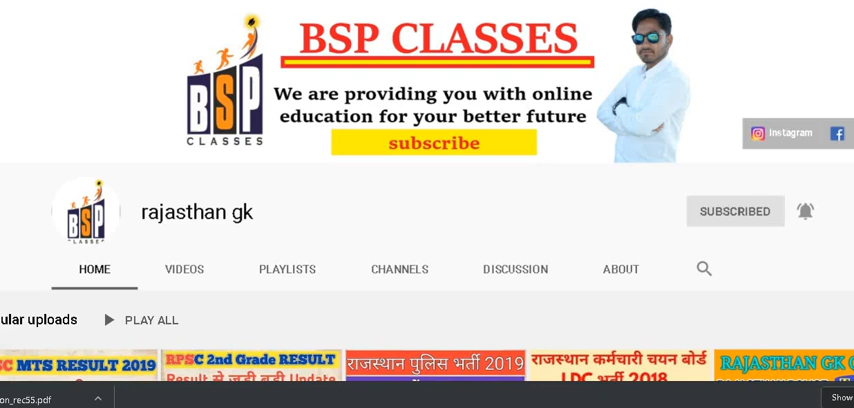 BSP CLASSES
BSP
CLASSES
We are providing you with online
education for your better future
subscribe
Instagram
BSP
rajasthan gk
SUBSCRIBED
HOME VIDEOS PLAYLISTS CHANNELS DISCUSSION ABOUT
ular uploads PLAY ALL
SC MTS RESULT 2019
RPSC 2nd Grade RESULT
Result से जुड़ी बड़ी Update
राजस्थान पुलिस भर्ती 2019
राजस्थान कर्मचारी चयन बोर्ड
LDC भर्ती 2018
RAJASTHAN GK
on_rec55.pdf
Show